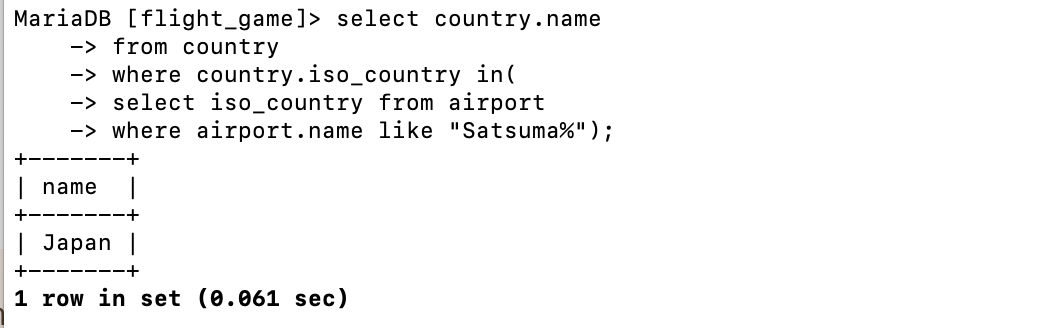 MariaDB [flight_game]> select country.name
    -> from country
    -> where country.iso_country in(
    -> select iso_country from airport
    -> where airport.name like "Satsuma%");
+-------+
| name  |
+-------+
| Japan |
+-------+
1 row in set (0.061 sec)